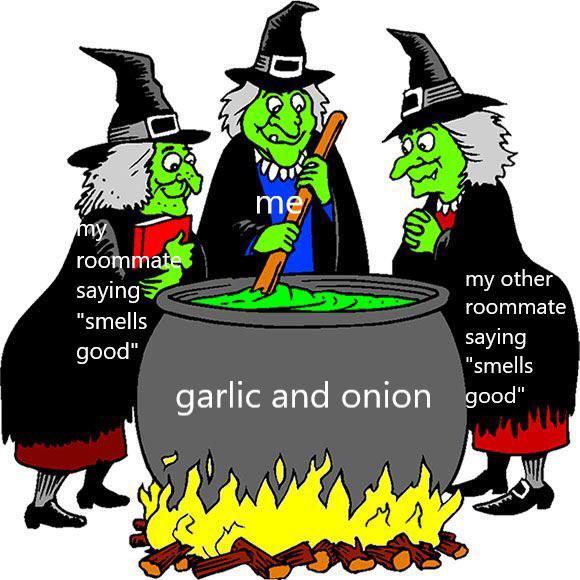 me
my
roommate
saying
"smells
good"
my other
roommate
saying
"smells
good"
garlic and onion